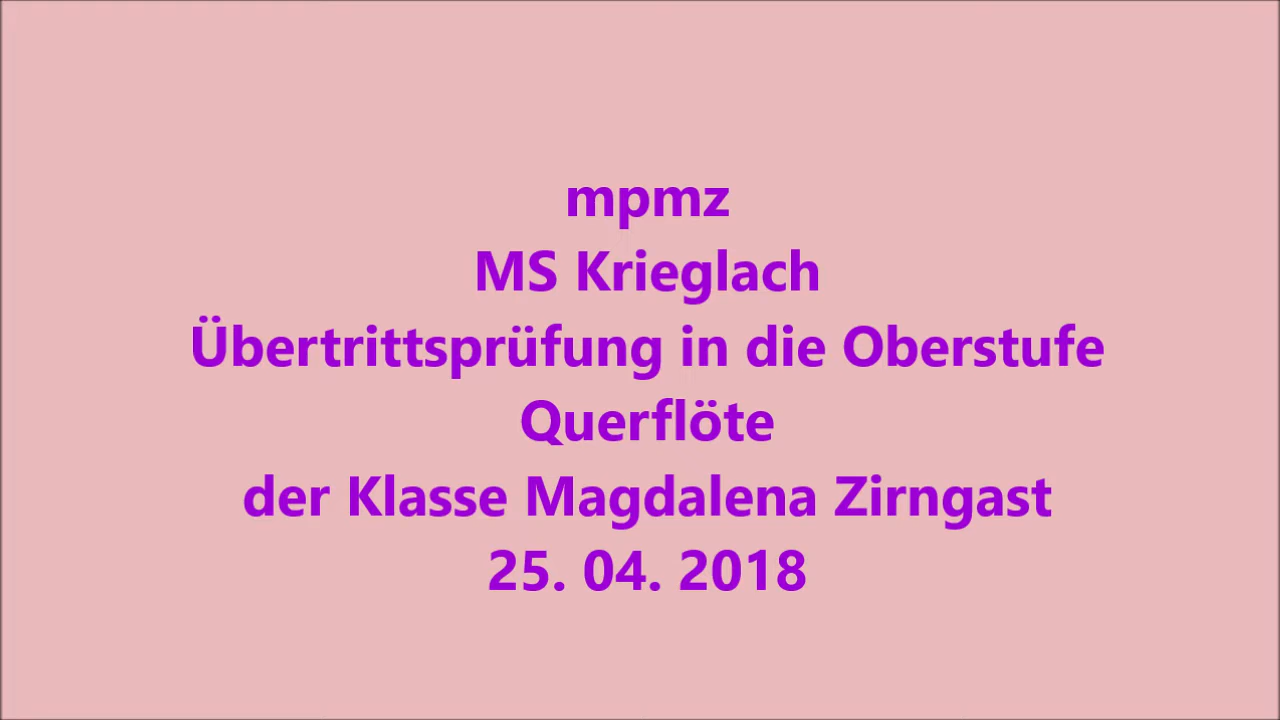 mpmz
MS Krieglach
Übertrittsprüfung in die Oberstufe
Querflöte
der Klasse Magdalena Zirngast
25. 04. 2018